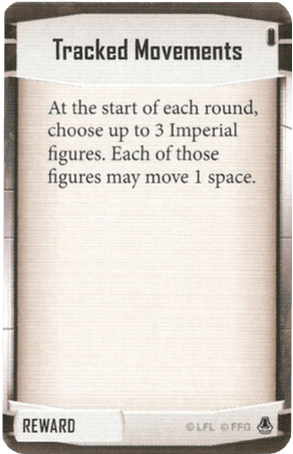 Tracked Movements
At the start of each round,
choose up to 3 Imperial
figures. Each of those
figures may move 1 space.
REWARD
© LFL © FFG